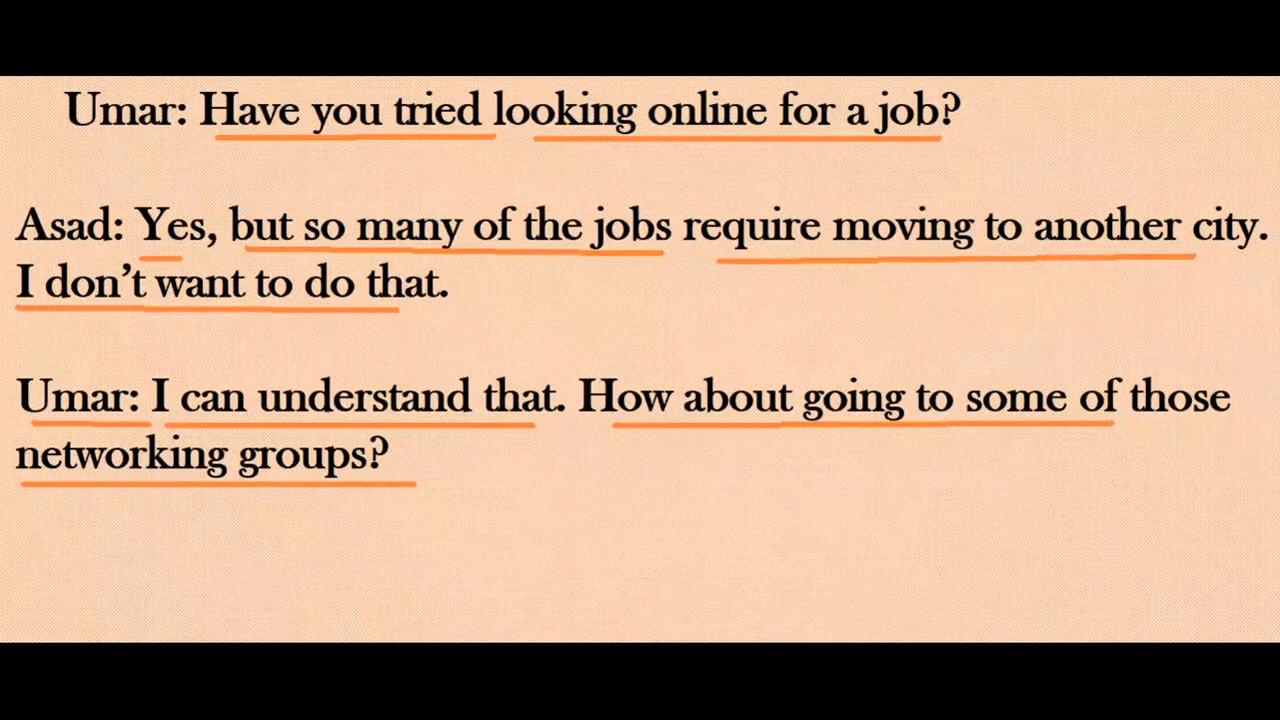 Umar: Have you tried looking online for a job?
Asad: Yes, but so many of the jobs require moving to another city.
I don’t want to do that.
Umar: I can understand that. How about going to some of those
networking groups?